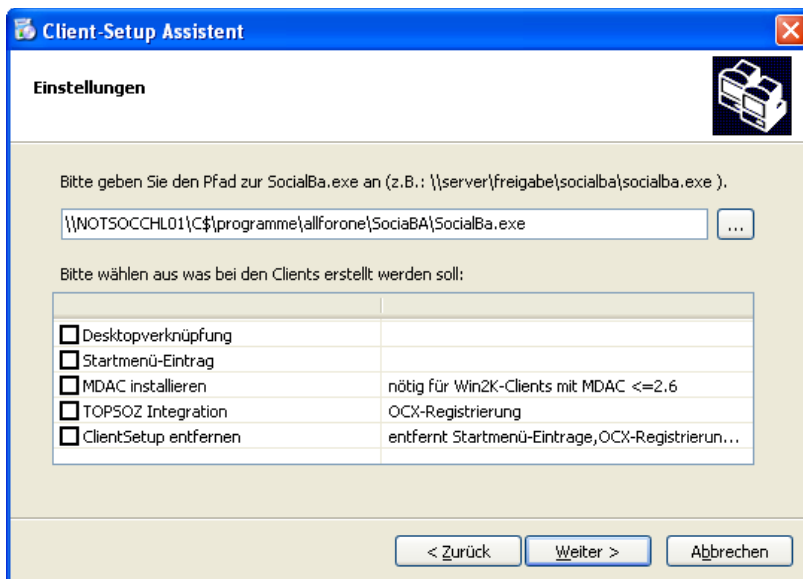 Client-Setup Assistent
Einstellungen
Bitte geben Sie den Pfad zur SocialBa.exe an (z.B.: \\server\freigabe\socialba\socialba.exe ).
\\NOTSOCCHL01\C$\programme\allforone\SociaBA\SocialBa.exe
...
Bitte wählen aus was bei den Clients erstellt werden soll:
Desktopverknüpfung
Startmenü-Eintrag
MDAC installieren nötig für Win2K-Clients mit MDAC <=2.6
TOPSOZ Integration OCX-Registrierung
ClientSetup entfernen entfernt Startmenü-Eintrage,OCX-Registrierun...
< Zurück Weiter > Abbrechen